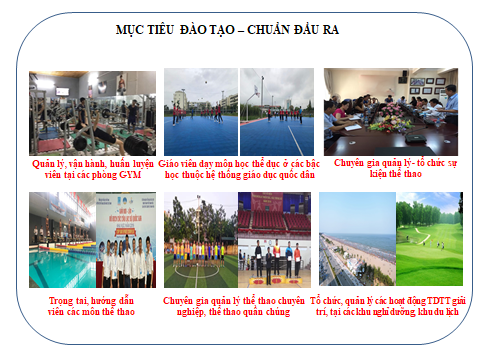 MỤC TIÊU ĐÀO TẠO – CHUẨN ĐẦU RA
Quản lý, vận hành, huấn luyện
viên tại các phòng GYM
Giáo viên dạy môn học thể dục ở các bậc
học thuộc hệ thống giáo dục quốc dân
Chuyên gia quản lý- tổ chức sự
kiện thể thao
Trọng tai, hướng dẫn
viên các môn thể thao
Chuyên gia quản lý thể thao chuyên
nghiệp, thể thao quần chúng
Tổ chức, quản lý các hoạt động TDTT giải
trí, tại các khu nghỉ dưỡng, khu du lịch